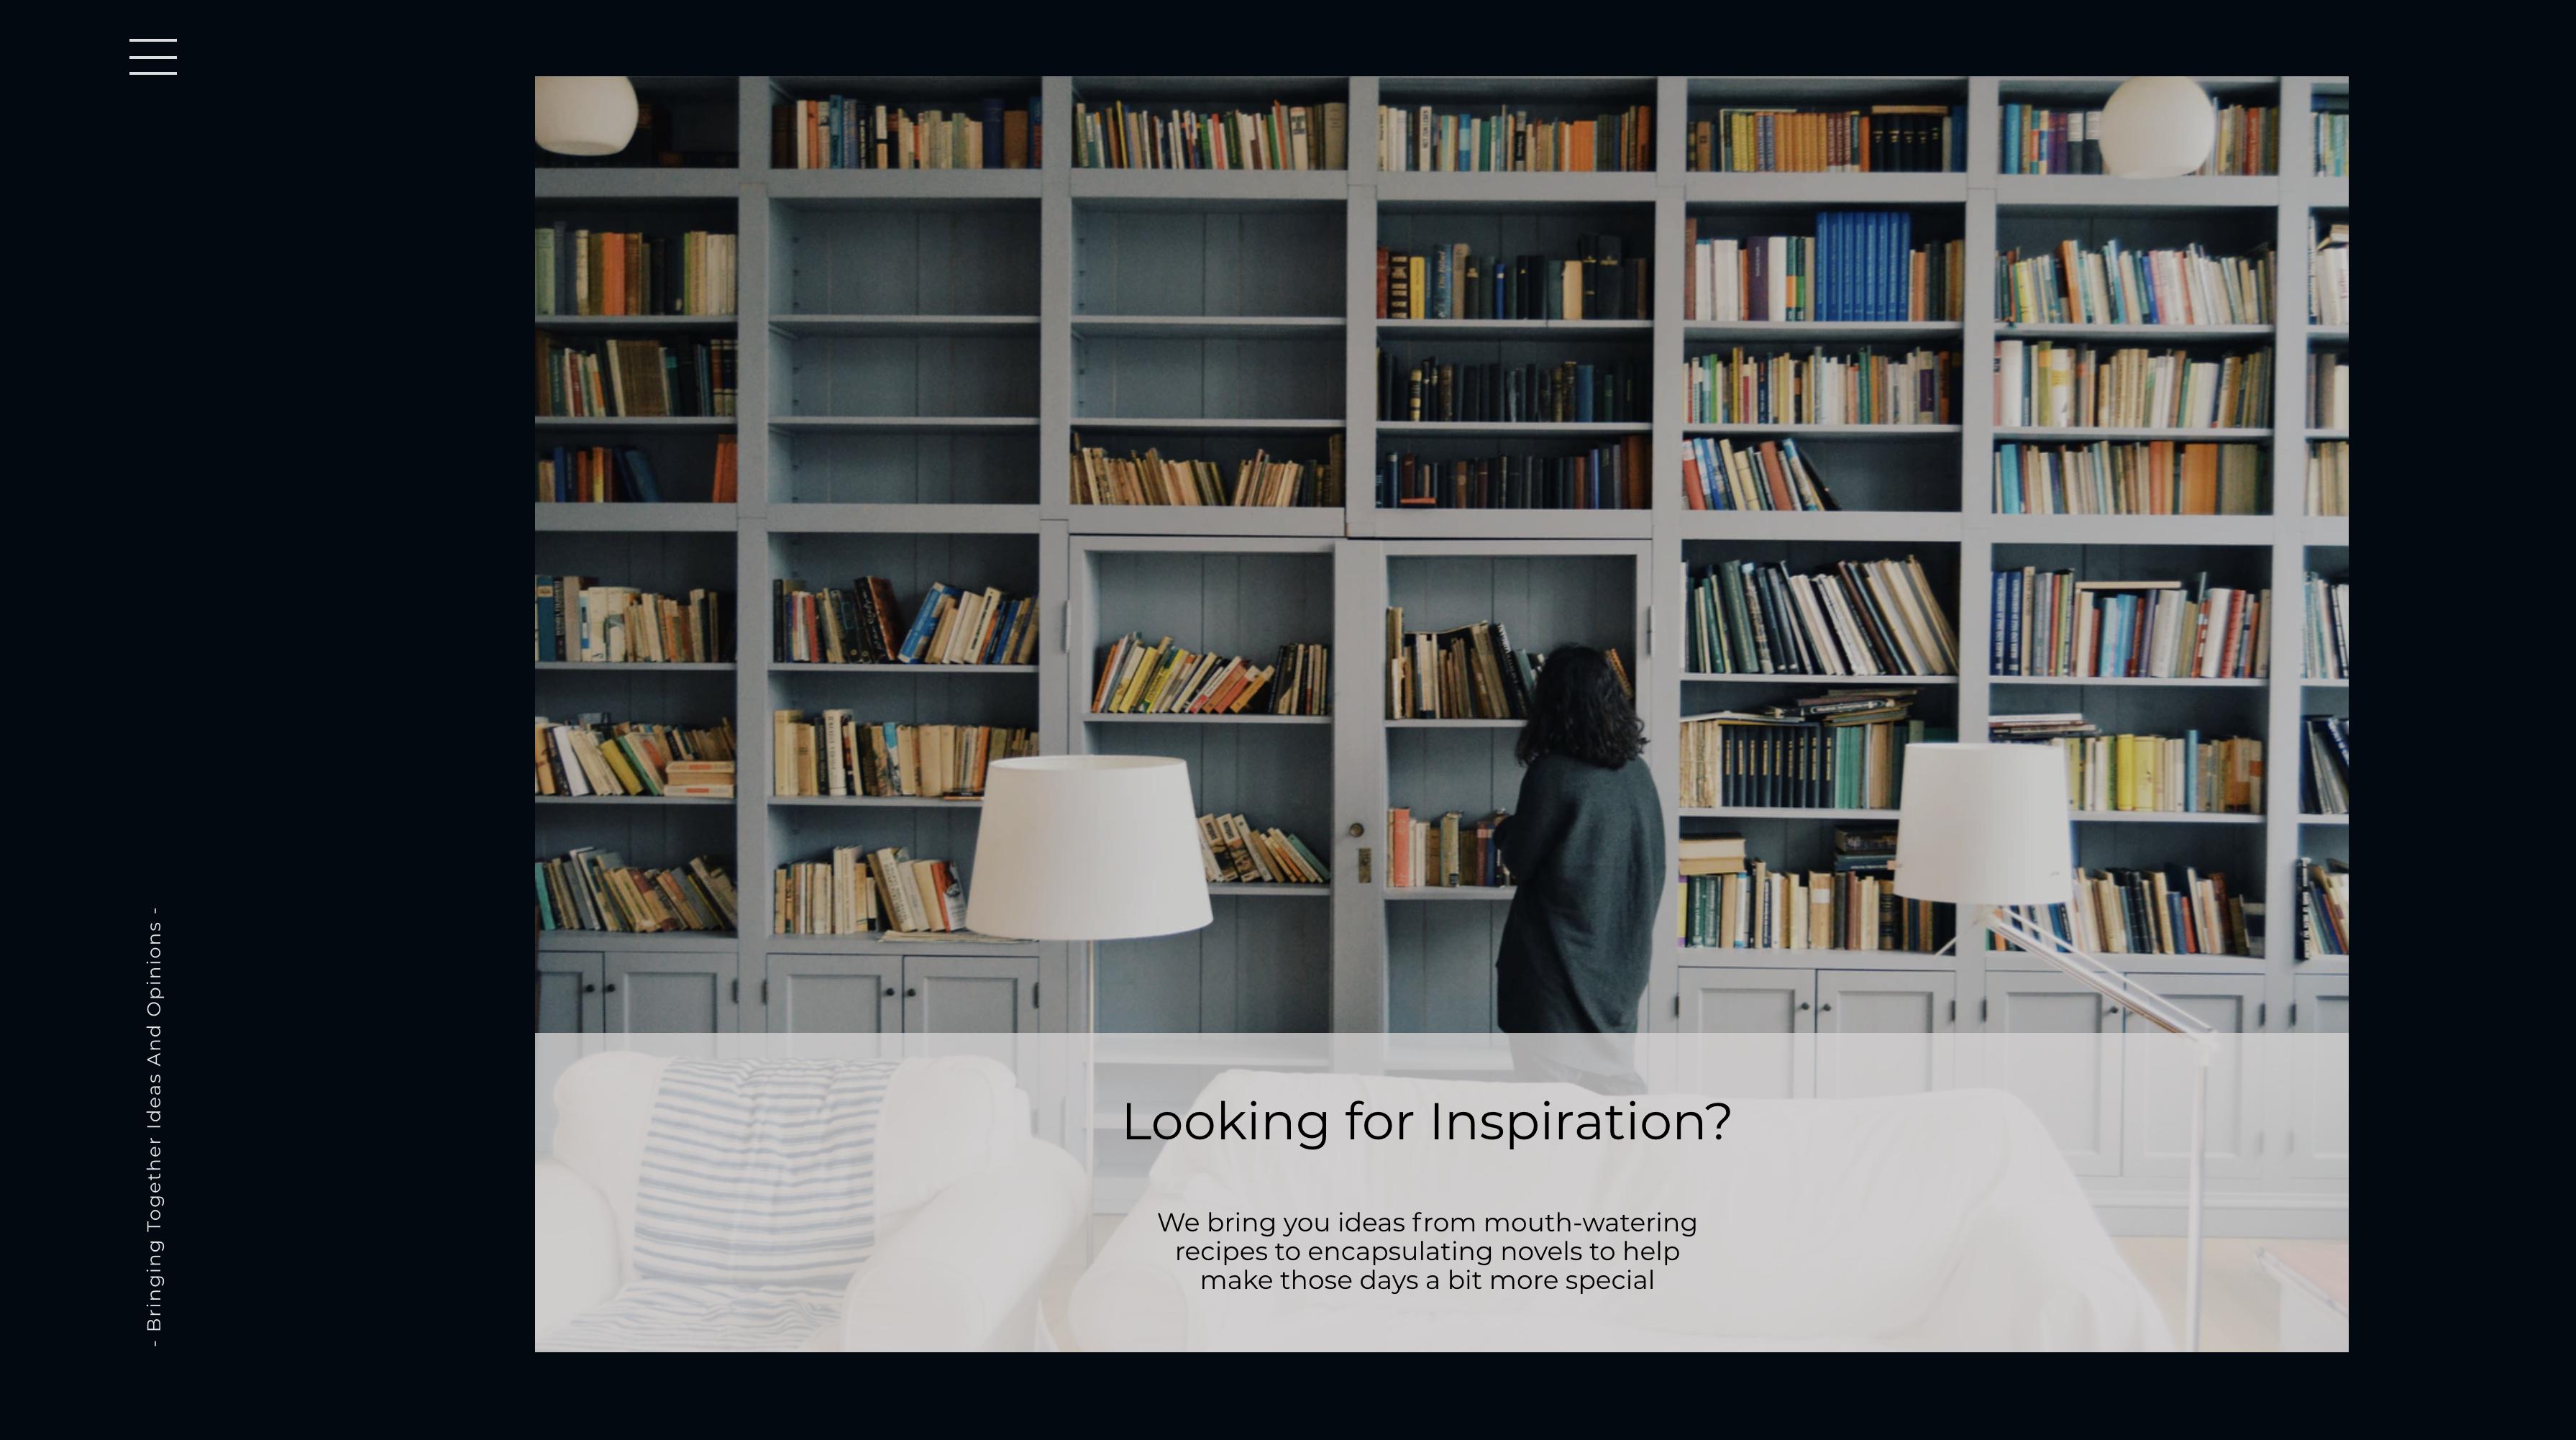 - Bringing Together Ideas And Opinions -
Looking for Inspiration?
We bring you ideas from mouth-watering
recipes to encapsulating novels to help
make those days a bit more special